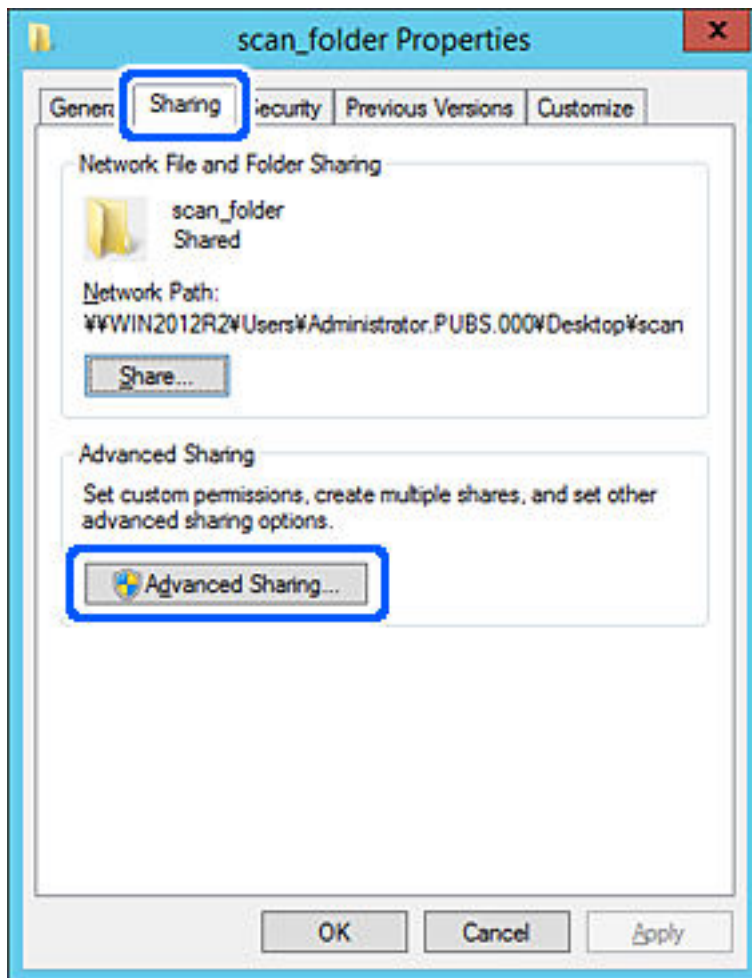 scan_folder Properties
x
Genera Sharing Security Previous Versions Customize
Network File and Folder Sharing
scan_folder
Shared
Network Path:
¥¥WIN2012R2¥Users¥Administrator.PUBS.000¥Desktop¥scan
Share...
Advanced Sharing
Set custom permissions, create multiple shares, and set other
advanced sharing options.
Advanced Sharing...
OK Cancel Apply